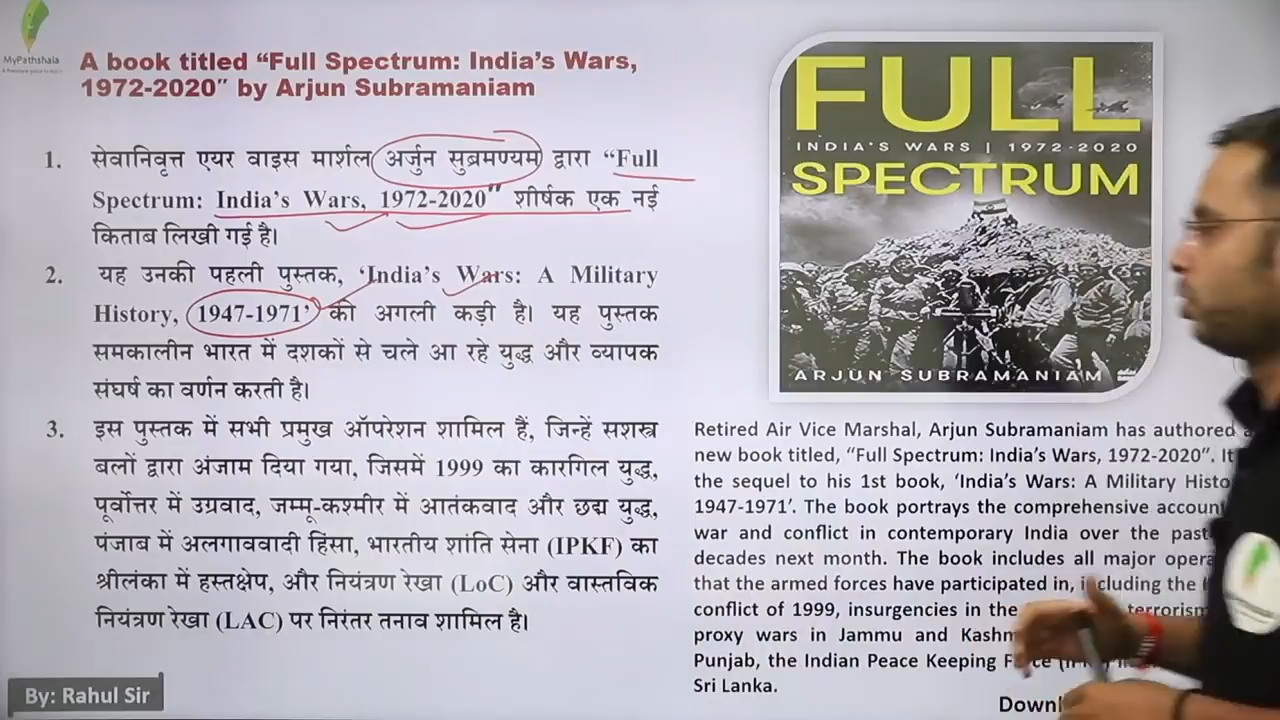 MyPathshala
A book titled “Full Spectrum: India’s Wars,
1972-2020” by Arjun Subramaniam
1. सेवानिवृत्त एयर वाइस मार्शल अर्जुन सुब्रमण्यम द्वारा “Full
Spectrum: India’s Wars, 1972-2020” शीर्षक एक नई
किताब लिखी गई है।
2. यह उनकी पहली पुस्तक, ‘India’s Wars: A Military
History, 1947-1971’ की अगली कड़ी है। यह पुस्तक
समकालीन भारत में दशकों से चले आ रहे युद्ध और व्यापक
संघर्ष का वर्णन करती है।
3. इस पुस्तक में सभी प्रमुख ऑपरेशन शामिल हैं, जिन्हें सशस्त्र
बलों द्वारा अंजाम दिया गया, जिसमें 1999 का कारगिल युद्ध,
पूर्वोत्तर में उग्रवाद, जम्मू-कश्मीर में आतंकवाद और छद्म युद्ध,
पंजाब में अलगाववादी हिंसा, भारतीय शांति सेना (IPKF) का
श्रीलंका में हस्तक्षेप, और नियंत्रण रेखा (LoC) और वास्तविक
नियंत्रण रेखा (LAC) पर निरंतर तनाव शामिल है।
By: Rahul Sir
FULL
INDIA'S WARS | 1972-2020
SPECTRUM
ARJUN SUBRAMANIAM
Retired Air Vice Marshal, Arjun Subramaniam has authored
new book titled, “Full Spectrum: India’s Wars, 1972-2020”. It
the sequel to his 1st book, ‘India’s Wars: A Military Histo
1947-1971’. The book portrays the comprehensive account
war and conflict in contemporary India over the past
decades next month. The book includes all major opera
that the armed forces have participated in, including the
conflict of 1999, insurgencies in the terrorism
proxy wars in Jammu and Kashm
Punjab, the Indian Peace Keeping
Sri Lanka.
Downl